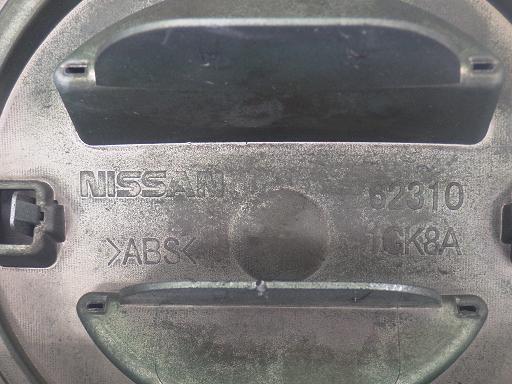 NISSAN 62310
>ABS< 1GK8A